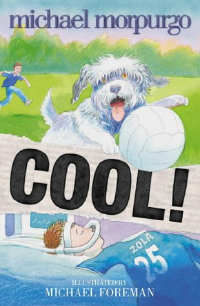 michael morpurgo
COOL!
ZOLA
25
ILLUSTRATED BY
MICHAEL FOREMAN